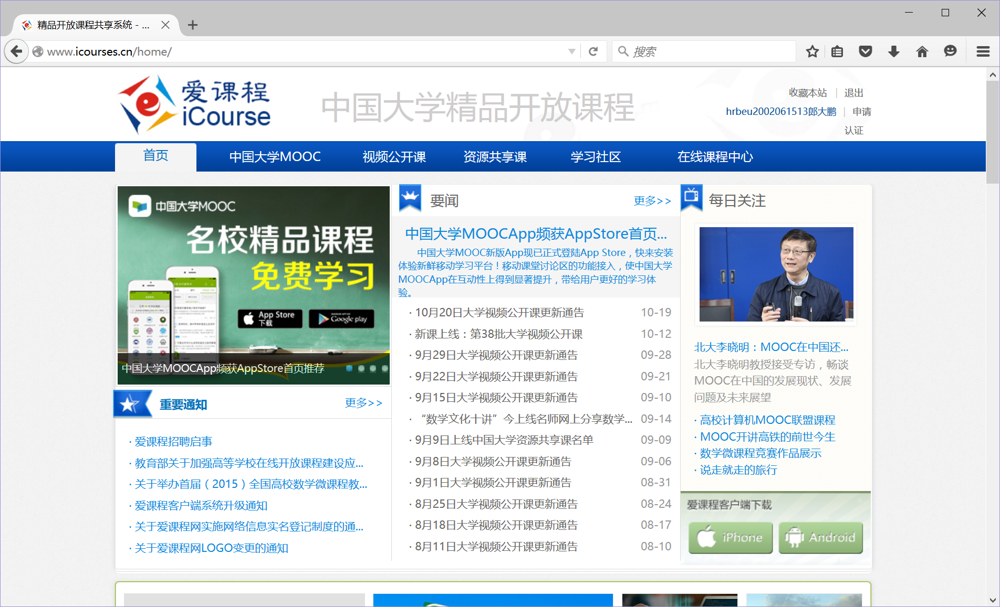 精品开放课程共享系统 - ...
www.icourses.cn/home/
搜索
爱课程
iCourse
中国大学精品开放课程
收藏本站 | 退出
hrbeu2002061513郎大鹏 | 申请
认证
首页
中国大学MOOC
视频公开课
资源共享课
学习社区
在线课程中心
中国大学MOOC
名校精品课程
免费学习
App Store
下载
ANDROID APP ON
Google play
中国大学MOOCApp频获AppStore首页推荐
重要通知
更多>>
· 爱课程招聘启事
· 教育部关于加强高等学校在线开放课程建设应...
· 关于举办首届（2015）全国高校数学微课程教...
· 爱课程客户端系统升级通知
· 关于爱课程网实施网络信息实名登记制度的通...
· 关于爱课程网LOGO变更的通知
要闻
更多>>
中国大学MOOCApp频获AppStore首页...
中国大学MOOC新版App现已正式登陆App Store，快来安装
体验新鲜移动学习平台！移动课堂讨论区的功能接入，使中国大学
MOOCApp在互动性上得到显著提升，带给用户更好的学习体
验。
· 10月20日大学视频公开课更新通告 10-19
· 新课上线：第38批大学视频公开课 10-12
· 9月29日大学视频公开课更新通告 09-28
· 9月22日大学视频公开课更新通告 09-21
· 9月15日大学视频公开课更新通告 09-10
· “数学文化十讲”今上线名师网上分享数学... 09-14
· 9月9日上线中国大学资源共享课名单 09-09
· 9月8日大学视频公开课更新通告 09-06
· 9月1日大学视频公开课更新通告 08-31
· 8月25日大学视频公开课更新通告 08-24
· 8月18日大学视频公开课更新通告 08-17
· 8月11日大学视频公开课更新通告 08-10
每日关注
北大李晓明：MOOC在中国还...
北大李晓明教授接受专访，畅谈
MOOC在中国的发展现状、发展
问题及未来展望
· 高校计算机MOOC联盟课程
· MOOC开讲高铁的前世今生
· 数学微课程竞赛作品展示
· 说走就走的旅行
爱课程客户端下载
iPhone
Android